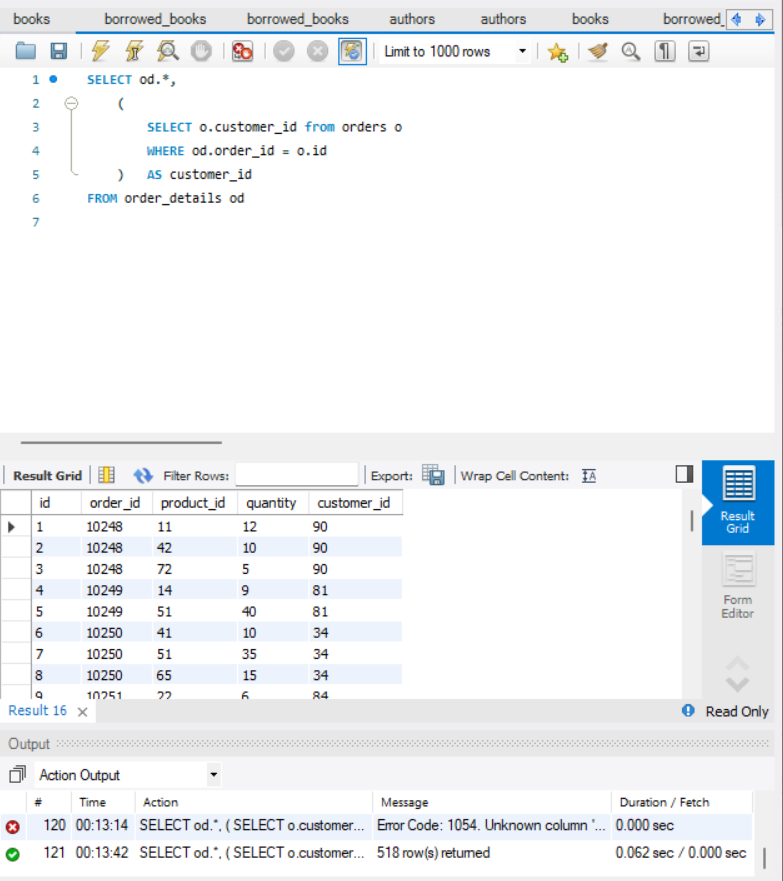 books borrowed_books borrowed_books authors authors books borrowed_
Limit to 1000 rows
1 SELECT od.*,
2 (
3 SELECT o.customer_id from orders o
4 WHERE od.order_id = o.id
5 ) AS customer_id
6 FROM order_details od
7
Result Grid Filter Rows: Export: Wrap Cell Content: IA
id order_id product_id quantity customer_id
1 10248 11 12 90
2 10248 42 10 90
3 10248 72 5 90
4 10249 14 9 81
5 10249 51 40 81
6 10250 41 10 34
7 10250 51 35 34
8 10250 65 15 34
9 10251 22 6 84
Result Grid
Form Editor
Result 16 Read Only
Output
Action Output
# Time Action Message Duration / Fetch
120 00:13:14 SELECT od.*, ( SELECT o.customer... Error Code: 1054. Unknown column '... 0.000 sec
121 00:13:42 SELECT od.*, ( SELECT o.customer... 518 row(s) returned 0.062 sec / 0.000 sec